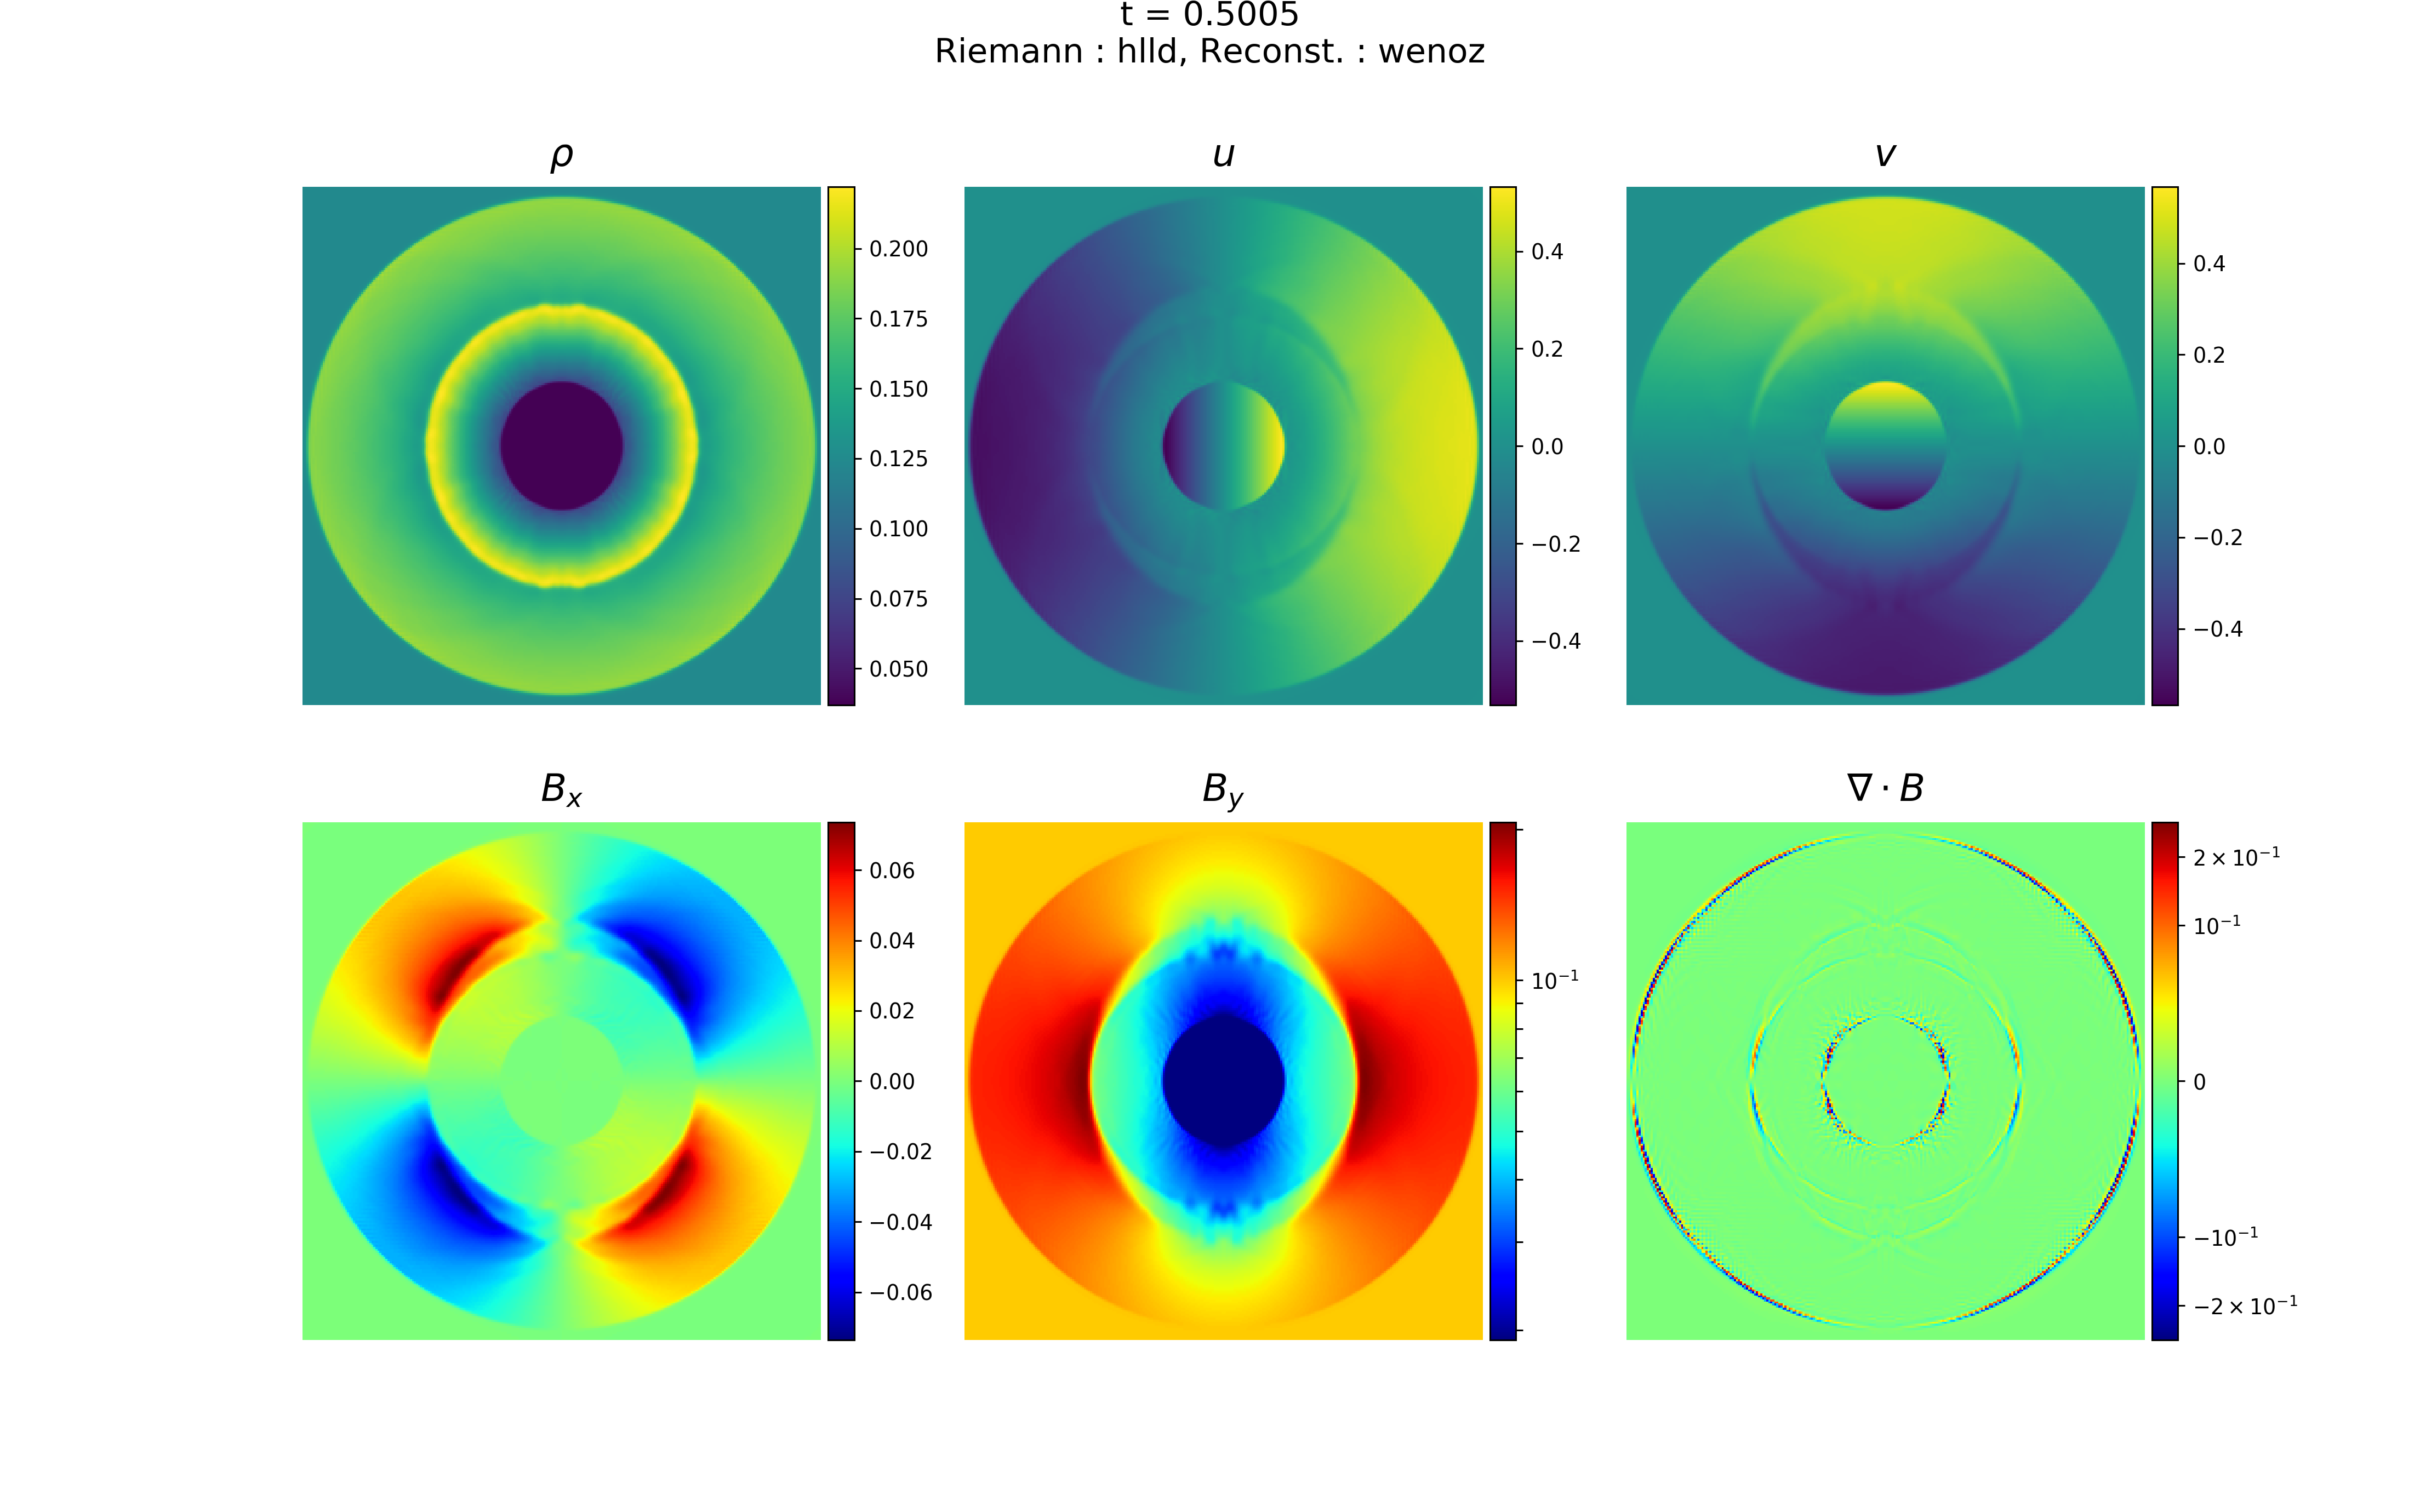 t = 0.5005
Riemann : hlld, Reconst. : wenoz
ρ
0.200
0.175
0.150
0.125
0.100
0.075
0.050
u
0.4
0.2
0.0
−0.2
−0.4
v
0.4
0.2
0.0
−0.2
−0.4
Bₓ
0.06
0.04
0.02
0.00
−0.02
−0.04
−0.06
B_y
10⁻¹
∇ · B
2 × 10⁻¹
10⁻¹
0
−10⁻¹
−2 × 10⁻¹